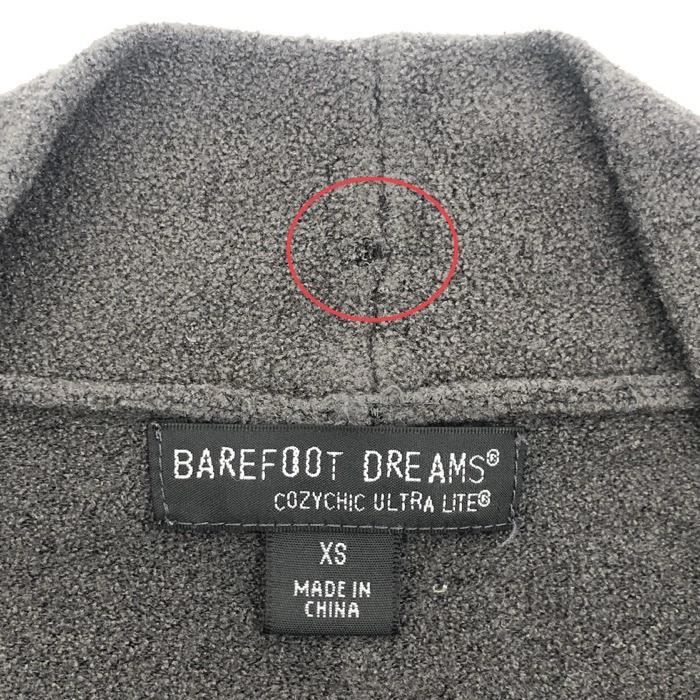 BAREFOOT DREAMS®
COZYCHIC ULTRA LITE®
XS
MADE IN
CHINA